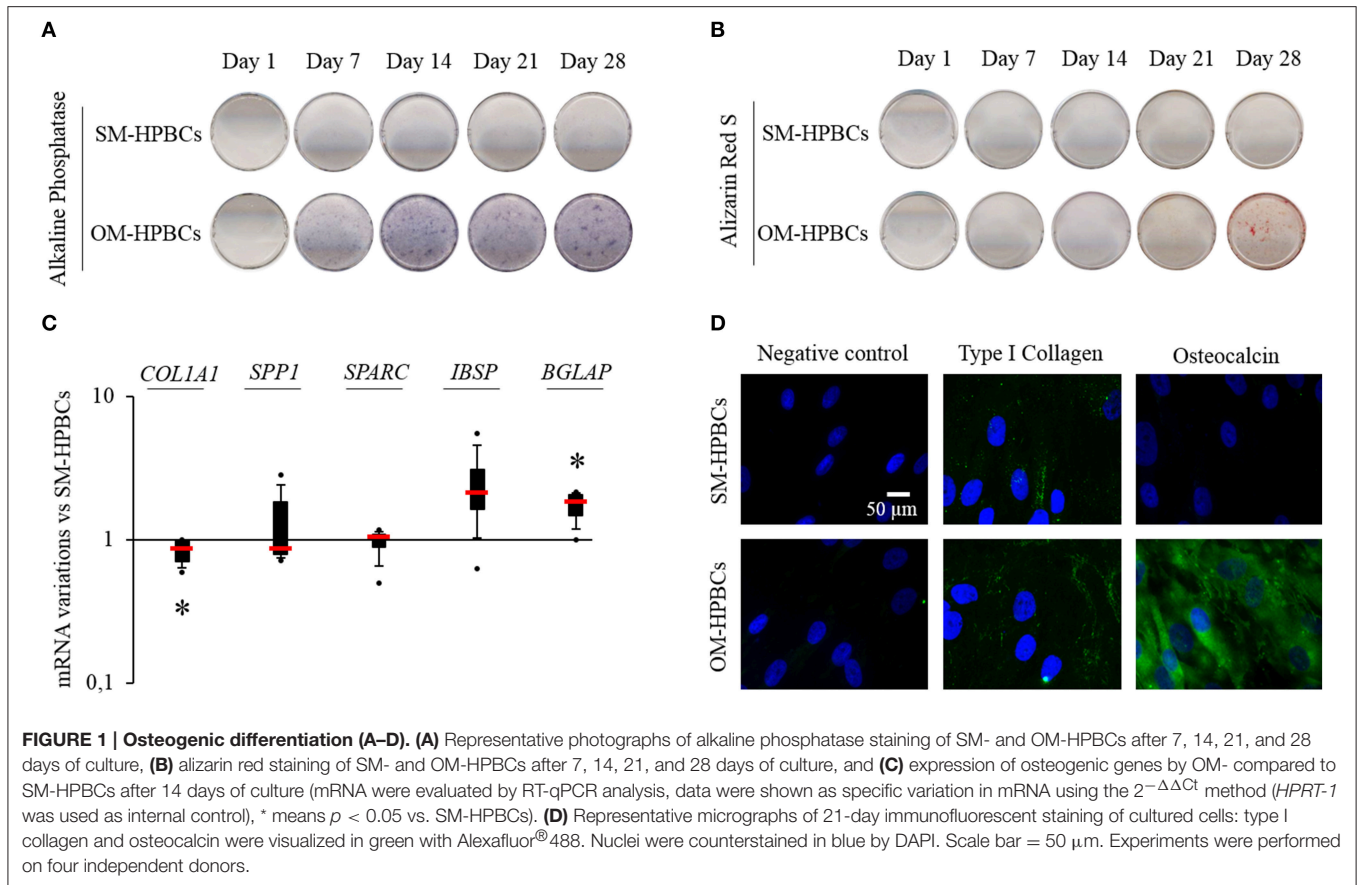 A
Day 1 Day 7 Day 14 Day 21 Day 28
Alkaline Phosphatase
SM-HPBCs
OM-HPBCs
B
Day 1 Day 7 Day 14 Day 21 Day 28
Alizarin Red S
SM-HPBCs
OM-HPBCs
C
COL1A1 SPP1 SPARC IBSP BGLAP
mRNA variations vs SM-HPBCs
10
1
0,1
*
*
D
Negative control Type I Collagen Osteocalcin
SM-HPBCs
50 μm
OM-HPBCs
FIGURE 1 | Osteogenic differentiation (A–D). (A) Representative photographs of alkaline phosphatase staining of SM- and OM-HPBCs after 7, 14, 21, and 28
days of culture, (B) alizarin red staining of SM- and OM-HPBCs after 7, 14, 21, and 28 days of culture, and (C) expression of osteogenic genes by OM- compared to
SM-HPBCs after 14 days of culture (mRNA were evaluated by RT-qPCR analysis, data were shown as specific variation in mRNA using the 2−ΔΔCt method (HPRT-1
was used as internal control), * means p < 0.05 vs. SM-HPBCs). (D) Representative micrographs of 21-day immunofluorescent staining of cultured cells: type I
collagen and osteocalcin were visualized in green with Alexafluor®488. Nuclei were counterstained in blue by DAPI. Scale bar = 50 μm. Experiments were performed
on four independent donors.